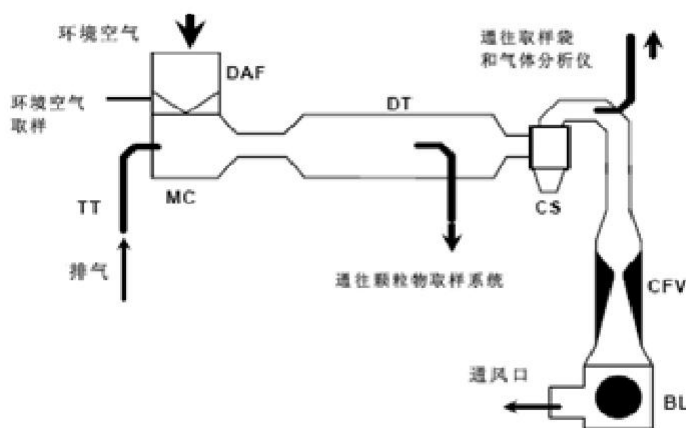 环境空气
DAF
环境空气
取样
TT
MC
排气
DT
通往颗粒物取样系统
通往取样袋
和气体分析仪
CS
CFV
通风口
BL